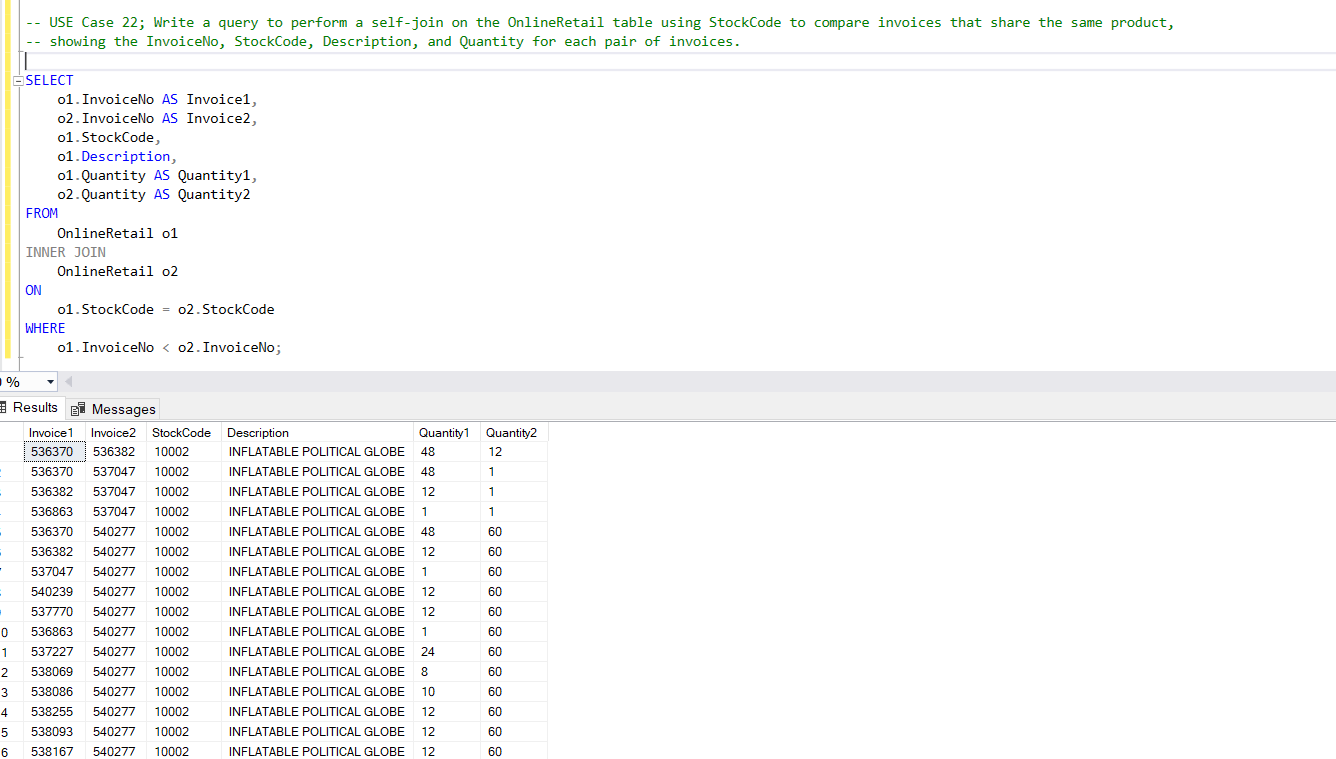 -- USE Case 22; Write a query to perform a self-join on the OnlineRetail table using StockCode to compare invoices that share the same product,
-- showing the InvoiceNo, StockCode, Description, and Quantity for each pair of invoices.
SELECT
o1.InvoiceNo AS Invoice1,
o2.InvoiceNo AS Invoice2,
o1.StockCode,
o1.Description,
o1.Quantity AS Quantity1,
o2.Quantity AS Quantity2
FROM
OnlineRetail o1
INNER JOIN
OnlineRetail o2
ON
o1.StockCode = o2.StockCode
WHERE
o1.InvoiceNo < o2.InvoiceNo;
%
Results Messages
Invoice1 Invoice2 StockCode Description Quantity1 Quantity2
536370 536382 10002 INFLATABLE POLITICAL GLOBE 48 12
536370 537047 10002 INFLATABLE POLITICAL GLOBE 48 1
536382 537047 10002 INFLATABLE POLITICAL GLOBE 12 1
536863 537047 10002 INFLATABLE POLITICAL GLOBE 1 1
536370 540277 10002 INFLATABLE POLITICAL GLOBE 48 60
536382 540277 10002 INFLATABLE POLITICAL GLOBE 12 60
537047 540277 10002 INFLATABLE POLITICAL GLOBE 1 60
540239 540277 10002 INFLATABLE POLITICAL GLOBE 12 60
537770 540277 10002 INFLATABLE POLITICAL GLOBE 12 60
0 536863 540277 10002 INFLATABLE POLITICAL GLOBE 1 60
1 537227 540277 10002 INFLATABLE POLITICAL GLOBE 24 60
2 538069 540277 10002 INFLATABLE POLITICAL GLOBE 8 60
3 538086 540277 10002 INFLATABLE POLITICAL GLOBE 10 60
4 538255 540277 10002 INFLATABLE POLITICAL GLOBE 12 60
5 538093 540277 10002 INFLATABLE POLITICAL GLOBE 12 60
6 538167 540277 10002 INFLATABLE POLITICAL GLOBE 12 60